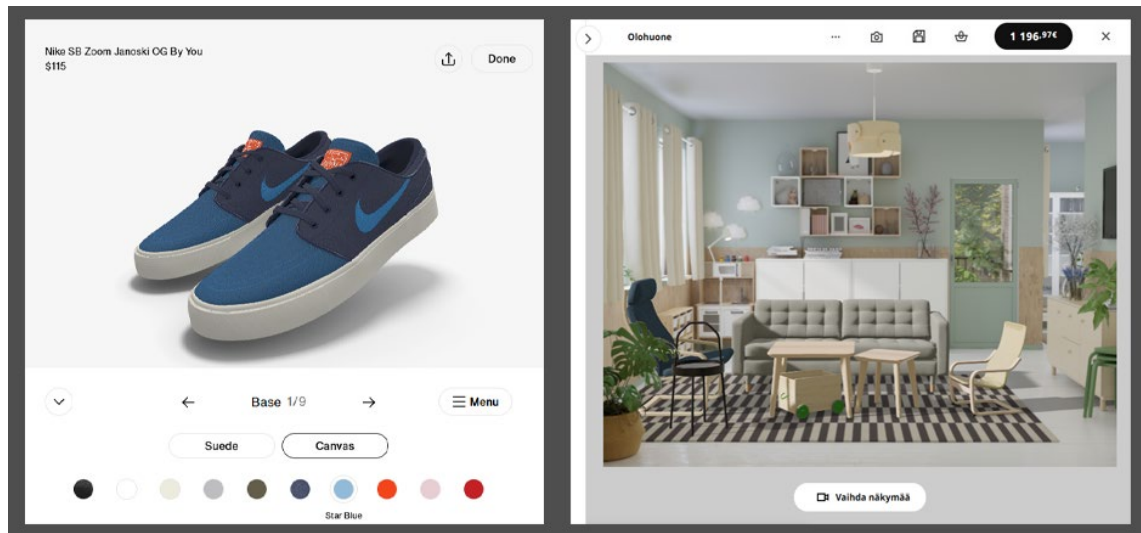 Nike SB Zoom Janoski OG By You
$115
Done
Base 1/9
Menu
Suede
Canvas
Star Blue
Olohuone
1 196,97€
Vaihda näkymää